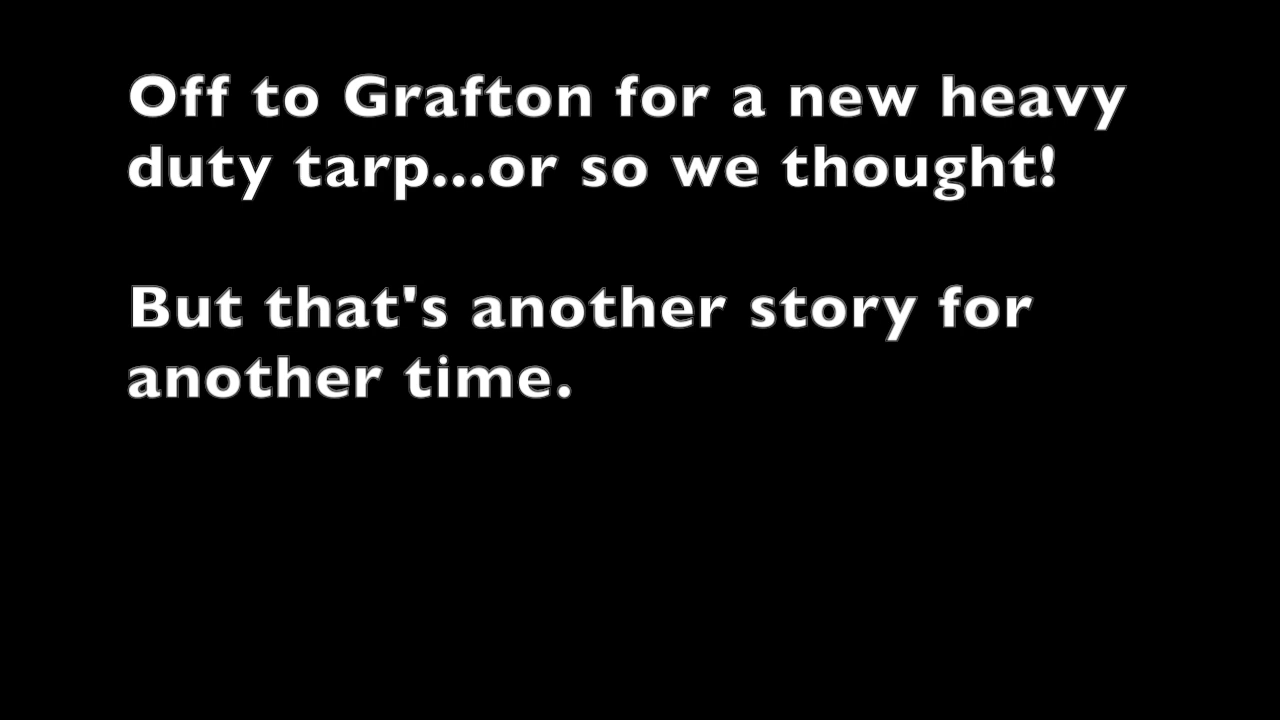 Off to Grafton for a new heavy
duty tarp...or so we thought!
But that's another story for
another time.